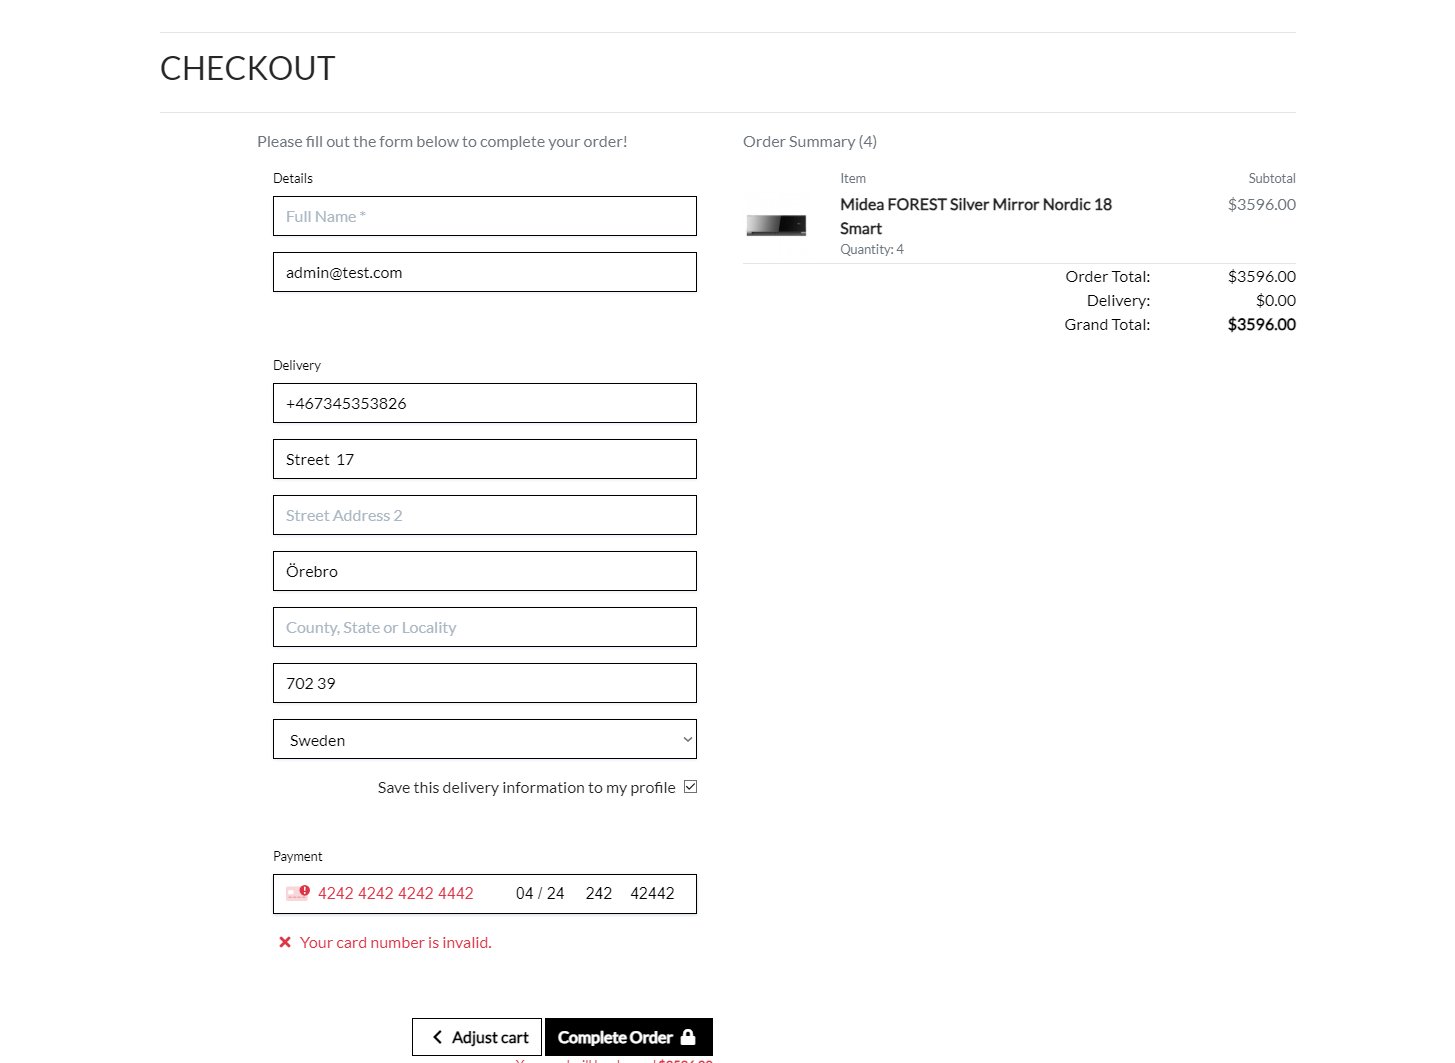 CHECKOUT
Please fill out the form below to complete your order!
Details
Full Name *
admin@test.com
Delivery
+467345353826
Street 17
Street Address 2
Örebro
County, State or Locality
702 39
Sweden
Save this delivery information to my profile
Payment
4242 4242 4242 4442 04 / 24 242 42442
Your card number is invalid.
Adjust cart
Complete Order
Order Summary (4)
Item Subtotal
Midea FOREST Silver Mirror Nordic 18 $3596.00
Smart
Quantity: 4
Order Total: $3596.00
Delivery: $0.00
Grand Total: $3596.00